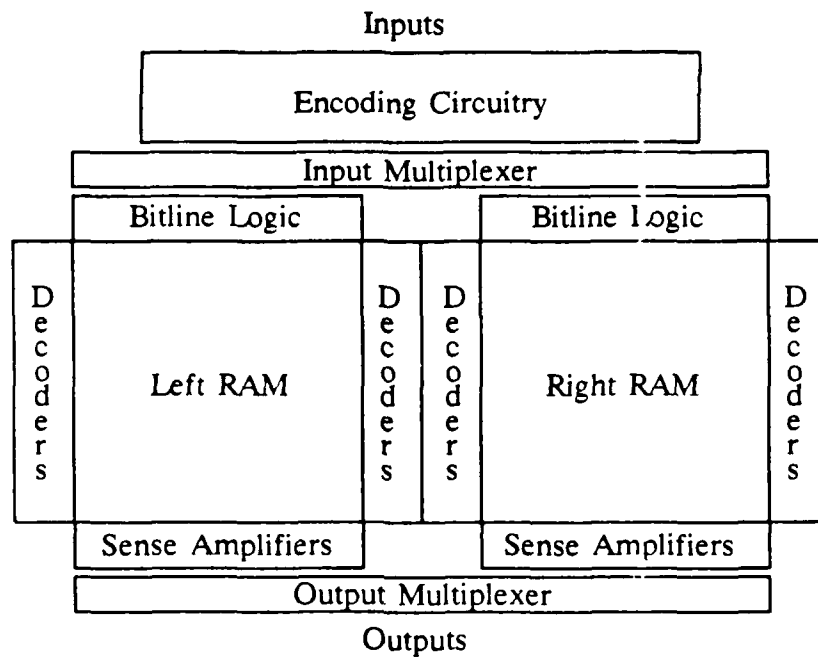 Inputs
Encoding Circuitry
Input Multiplexer
Bitline Logic
Bitline Logic
Decoders
Left RAM
Decoders
Decoders
Right RAM
Decoders
Sense Amplifiers
Sense Amplifiers
Output Multiplexer
Outputs